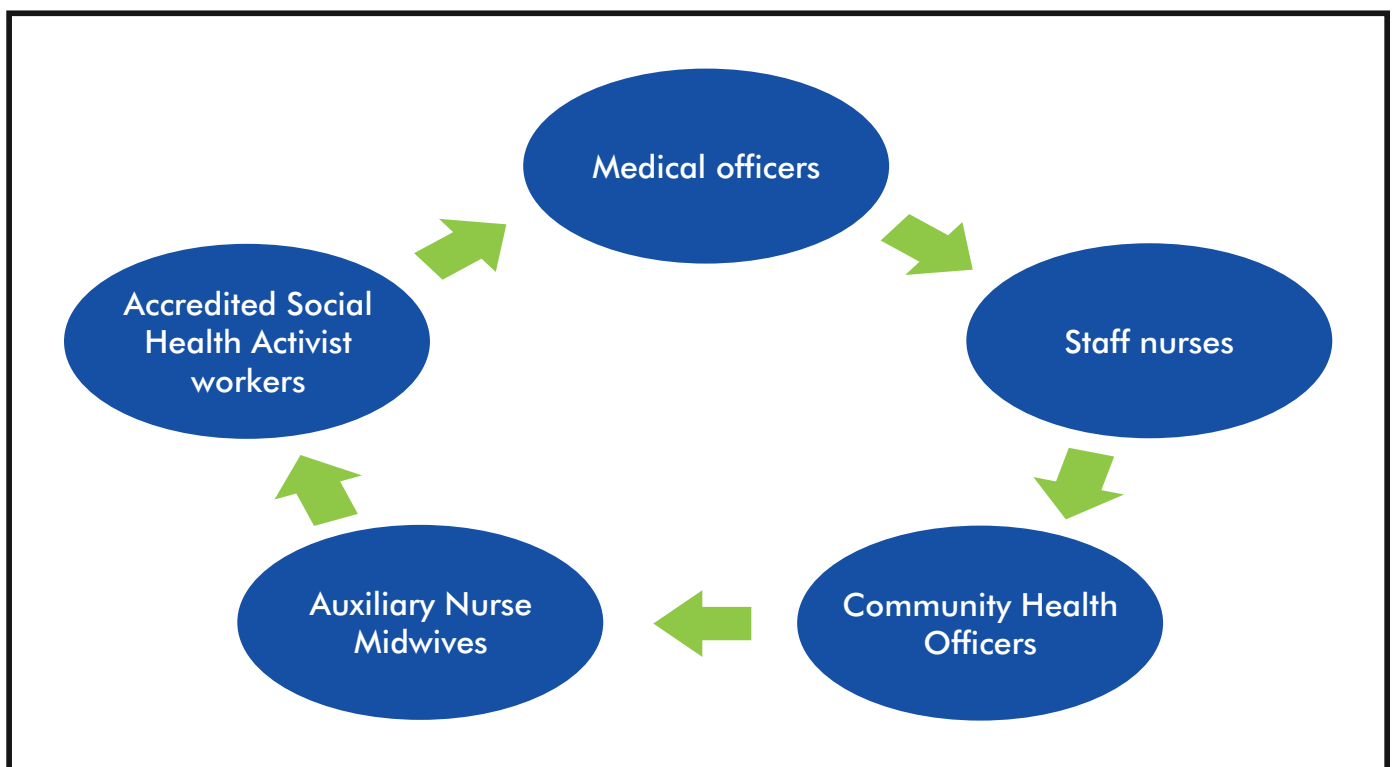 Medical officers
Staff nurses
Community Health
Officers
Auxiliary Nurse
Midwives
Accredited Social
Health Activist
workers